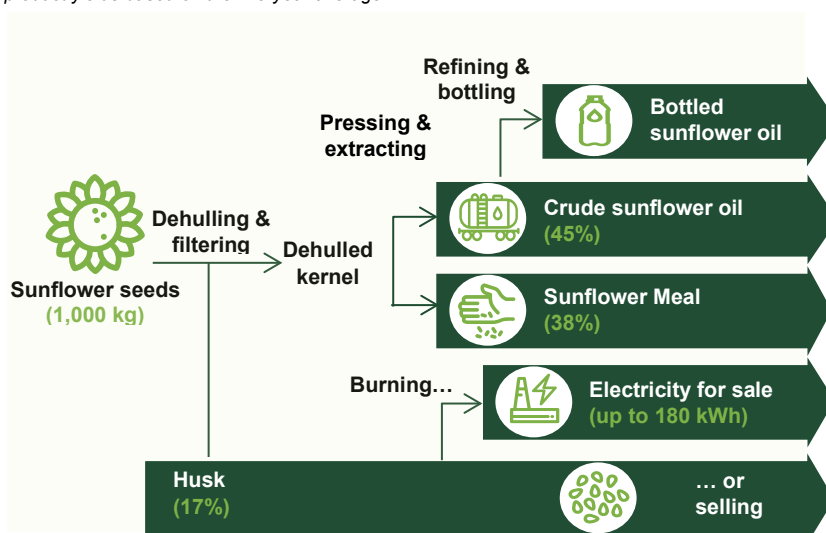 Refining &
bottling
Bottled
sunflower oil
Pressing &
extracting
Crude sunflower oil
(45%)
Dehulling &
filtering
Dehulled
kernel
Sunflower seeds
(1,000 kg)
Sunflower Meal
(38%)
Burning…
Electricity for sale
(up to 180 kWh)
Husk
(17%)
… or
selling